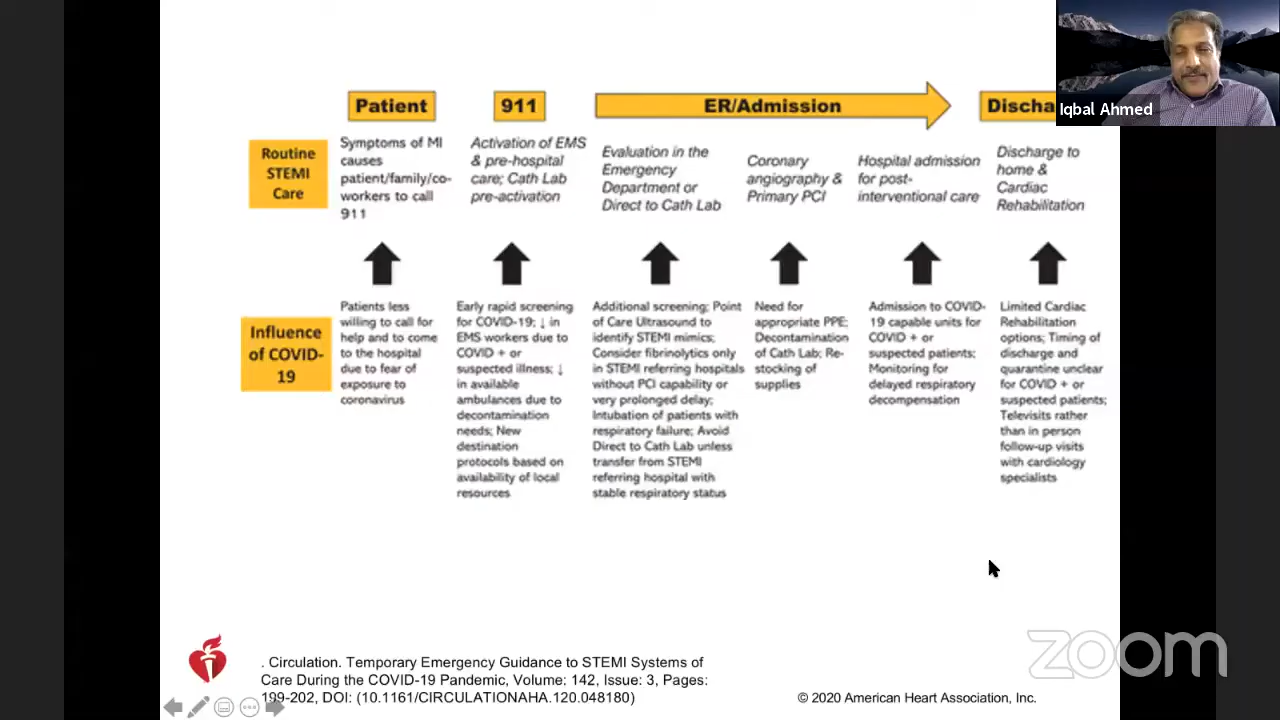 Patient
911
ER/Admission
Discha
Iqbal Ahmed
Routine
STEMI
Care
Symptoms of MI
causes
patient/family/co-
workers to call
911
Activation of EMS
& pre-hospital
care; Cath Lab
pre-activation
Evaluation in the
Emergency
Department or
Direct to Cath Lab
Coronary
angiography &
Primary PCI
Hospital admission
for post-
interventional care
Discharge to
home &
Cardiac
Rehabilitation
Influence
of COVID-
19
Patients less
willing to call for
help and to come
to the hospital
due to fear of
exposure to
coronavirus
Early rapid screening
for COVID-19; ↓ in
EMS workers due to
COVID + or
suspected illness; ↓
in available
ambulances due to
decontamination
needs; New
destination
protocols based on
availability of local
resources
Additional screening; Point
of Care Ultrasound to
identify STEMI mimics;
Consider fibrinolytics only
in STEMI referring hospitals
without PCI capability or
very prolonged delay;
Intubation of patients with
respiratory failure; Avoid
Direct to Cath Lab unless
transfer from STEMI
referring hospital with
stable respiratory status
Need for
appropriate PPE;
Decontamination
of Cath Lab; Re-
stocking of
supplies
Admission to COVID-
19 capable units for
COVID + or
suspected patients;
Monitoring for
delayed respiratory
decompensation
Limited Cardiac
Rehabilitation
options; Timing of
discharge and
quarantine unclear
for COVID + or
suspected patients;
Televisits rather
than in person
follow-up visits
with cardiology
specialists
. Circulation. Temporary Emergency Guidance to STEMI Systems of
Care During the COVID-19 Pandemic, Volume: 142, Issue: 3, Pages:
199-202, DOI: (10.1161/CIRCULATIONAHA.120.048180)
© 2020 American Heart Association, Inc.
zoom